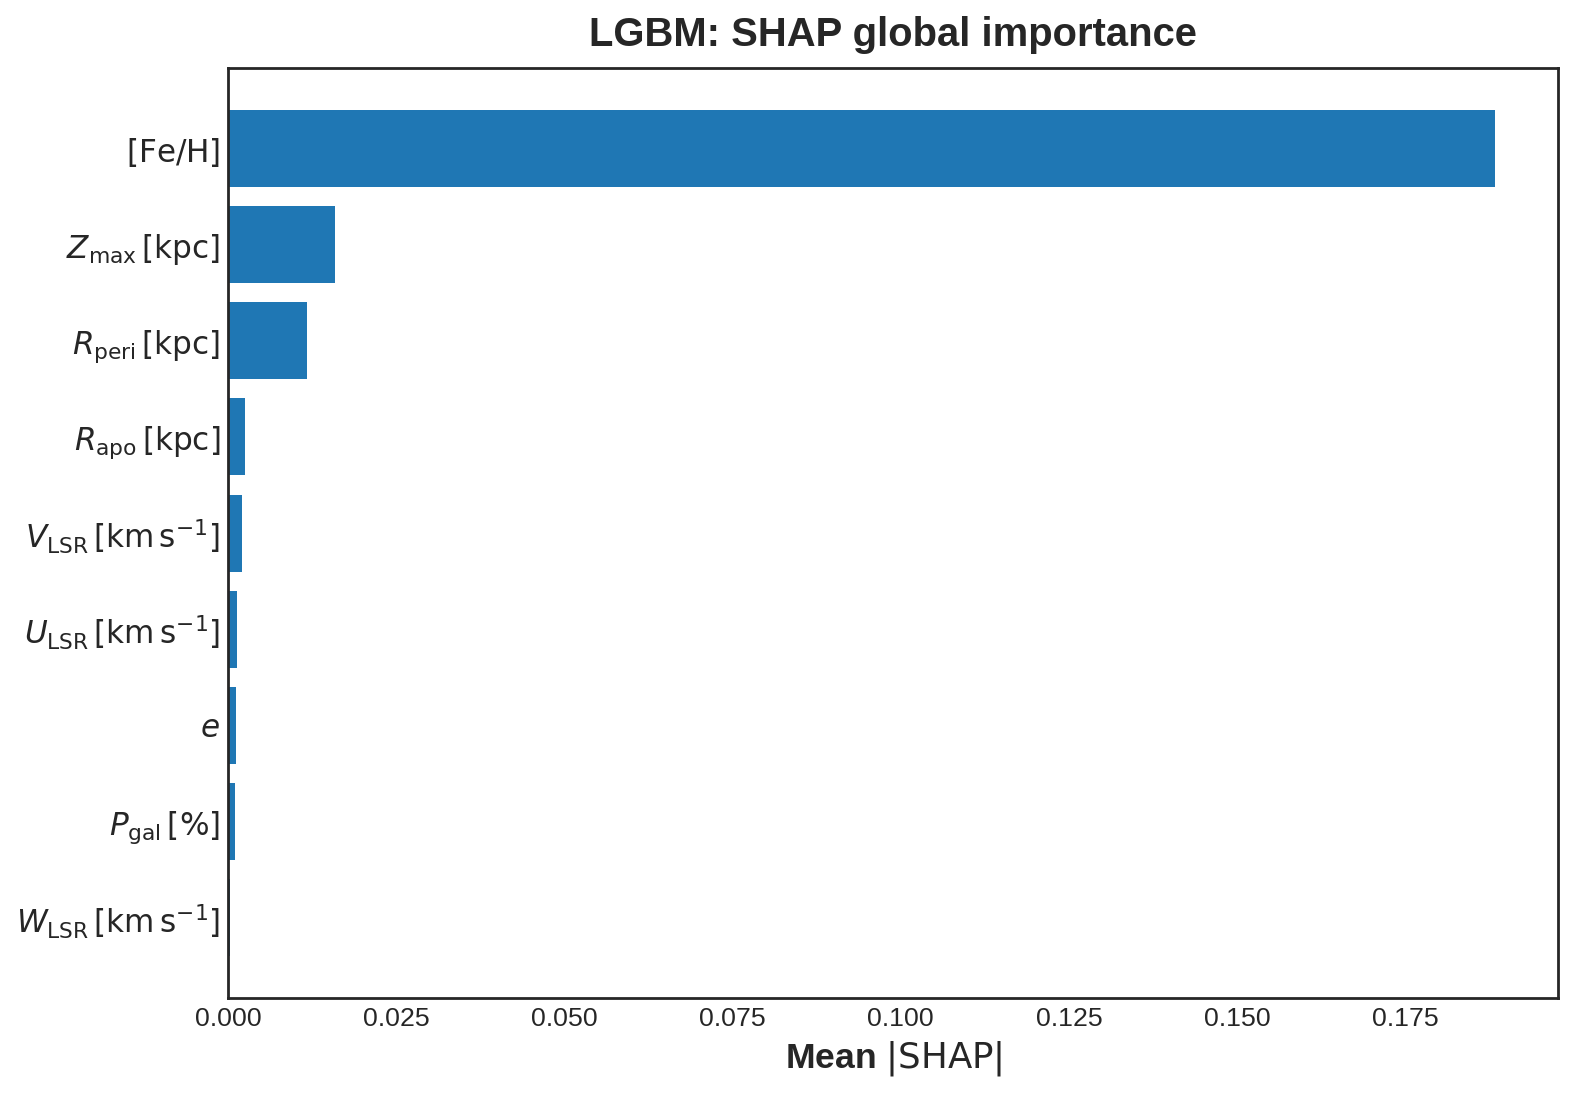 LGBM: SHAP global importance
[Fe/H]
Z_max [kpc]
R_peri [kpc]
R_apo [kpc]
V_LSR [km s⁻¹]
U_LSR [km s⁻¹]
e
P_gal [%]
W_LSR [km s⁻¹]
0.000 0.025 0.050 0.075 0.100 0.125 0.150 0.175
Mean |SHAP|